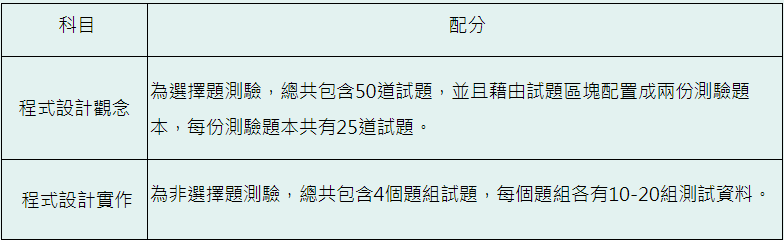 科目
配分
程式設計觀念
為選擇題測驗，總共包含50道試題，並且藉由試題區塊配置成兩份測驗題
本，每份測驗題本共有25道試題。
程式設計實作
為非選擇題測驗，總共包含4個題組試題，每個題組各有10-20組測試資料。